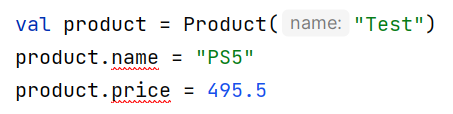 val product = Product( name: "Test")
product.name = "PS5"
product.price = 495.5